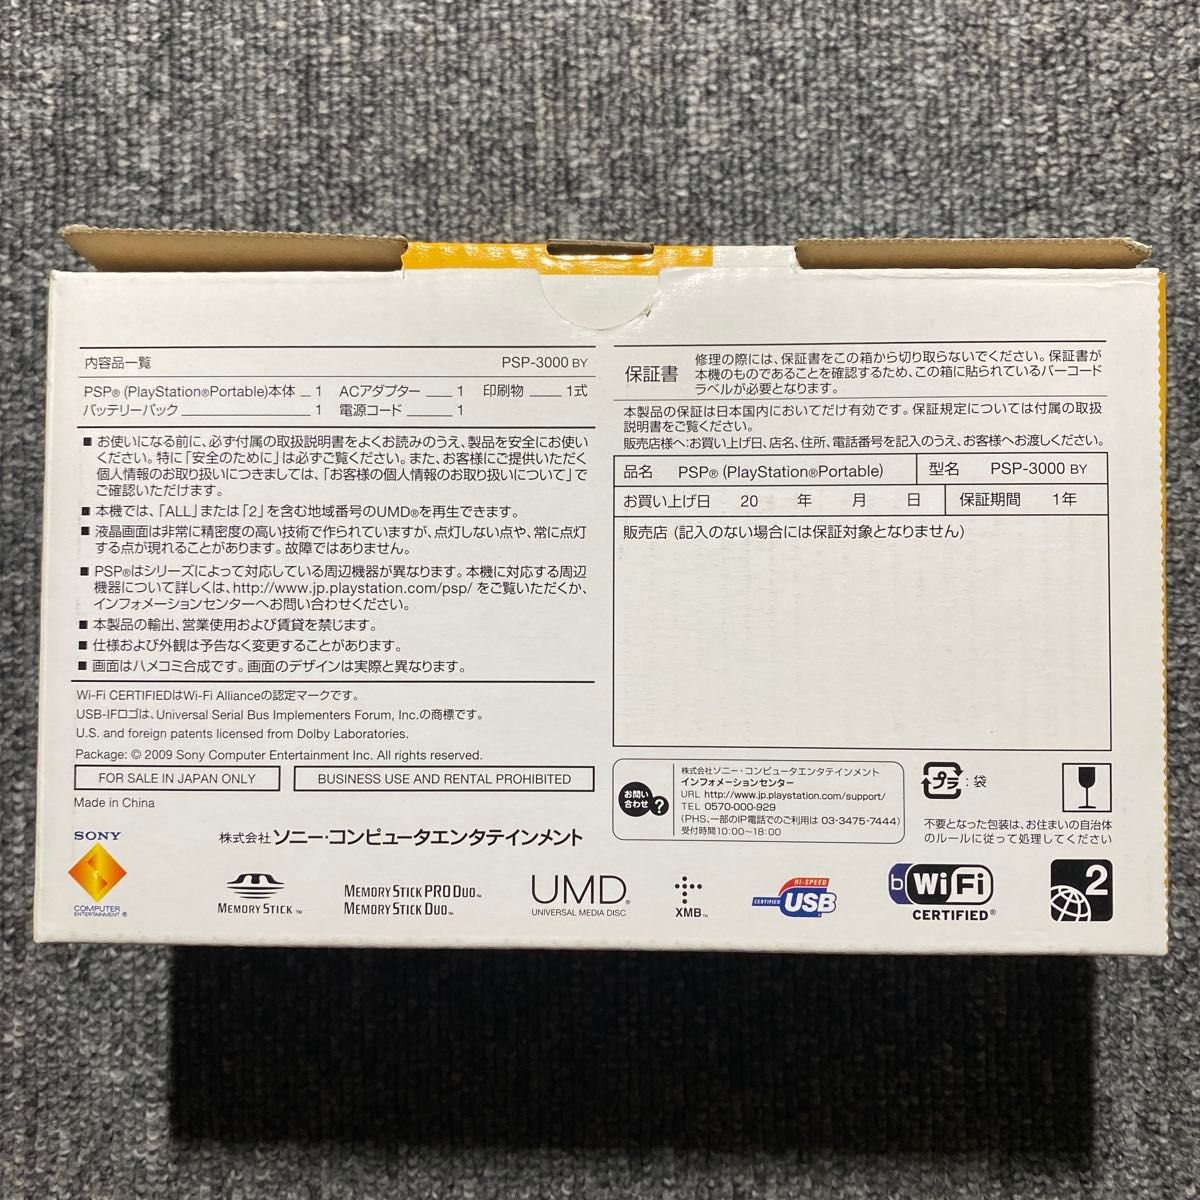 内容品一覧 PSP-3000 BY
PSP® (PlayStation®Portable)本体 1 ACアダプター 1 印刷物 1式
バッテリーパック 1 電源コード 1
■ お使いになる前に、必ず付属の取扱説明書をよくお読みのうえ、製品を安全にお使い
ください。特に「安全のために」は必ずご覧ください。また、お客様にご提供いただく
個人情報のお取り扱いにつきましては、「お客様の個人情報のお取り扱いについて」で
ご確認いただけます。
■ 本機では、「ALL」または「2」を含む地域番号のUMD®を再生できます。
■ 液晶画面は非常に精密度の高い技術で作られていますが、点灯しない点や、常に点灯
する点が現れることがあります。故障ではありません。
■ PSP®はシリーズによって対応している周辺機器が異なります。本機に対応する周辺
機器について詳しくは、http://www.jp.playstation.com/psp/ をご覧いただくか、
インフォメーションセンターへお問い合わせください。
■ 本製品の輸出、営業使用および賃貸を禁じます。
■ 仕様および外観は予告なく変更することがあります。
■ 画面はハメコミ合成です。画面のデザインは実際と異なります。
Wi-Fi CERTIFIEDはWi-Fi Allianceの認定マークです。
USB-IFロゴは、Universal Serial Bus Implementers Forum, Inc.の商標です。
U.S. and foreign patents licensed from Dolby Laboratories.
Package: © 2009 Sony Computer Entertainment Inc. All rights reserved.
FOR SALE IN JAPAN ONLY
BUSINESS USE AND RENTAL PROHIBITED
Made in China
保証書
修理の際には、保証書をこの箱から切り取らないでください。保証書が
本機のものであることを確認するため、この箱に貼られているバーコード
ラベルが必要となります。
本製品の保証は日本国内においてだけ有効です。保証規定については付属の取扱
説明書をご覧ください。
販売店様へ:お買い上げ日、店名、住所、電話番号を記入のうえ、お客様へお渡しください。
品名 PSP® (PlayStation®Portable) 型名 PSP-3000 BY
お買い上げ日 20 年 月 日 保証期間 1年
販売店 (記入のない場合には保証対象となりません)
お問い
合わせ ?
株式会社ソニー・コンピュータエンタテインメント
インフォメーションセンター
URL http://www.jp.playstation.com/support/
TEL 0570-000-929
(PHS、一部のIP電話でのご利用は 03-3475-7444)
受付時間10:00~18:00
プラ :袋
不要となった包装は、お住まいの自治体
のルールに従って処理してください
SONY
COMPUTER
ENTERTAINMENT ®
株式会社 ソニー・コンピュータエンタテインメント
MEMORY STICK ™
MEMORY STICK PRO DUO™
MEMORY STICK DUO™
UMD®
UNIVERSAL MEDIA DISC
XMB™
HI-SPEED
CERTIFIED USB
b Wi Fi
CERTIFIED®
2